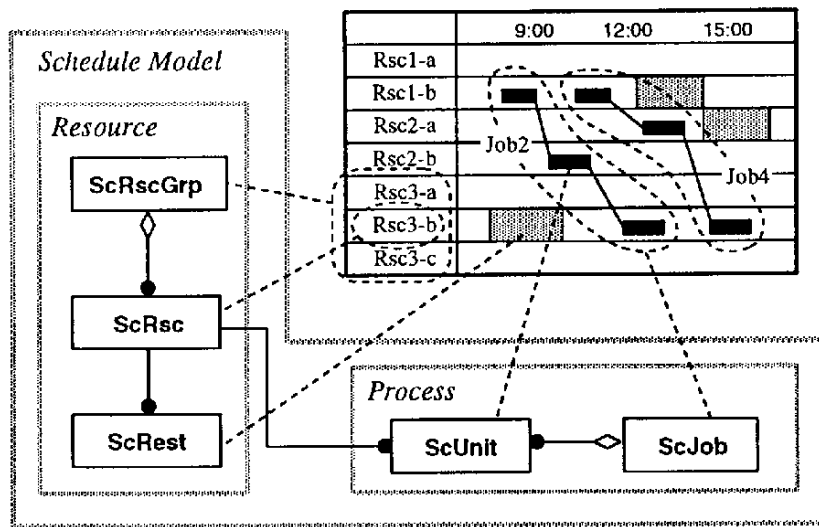 Schedule Model
Resource
ScRscGrp
ScRsc
ScRest
9:00 12:00 15:00
Rsc1-a
Rsc1-b
Rsc2-a
Rsc2-b
Rsc3-a
Rsc3-b
Rsc3-c
Job2
Job4
Process
ScUnit
ScJob